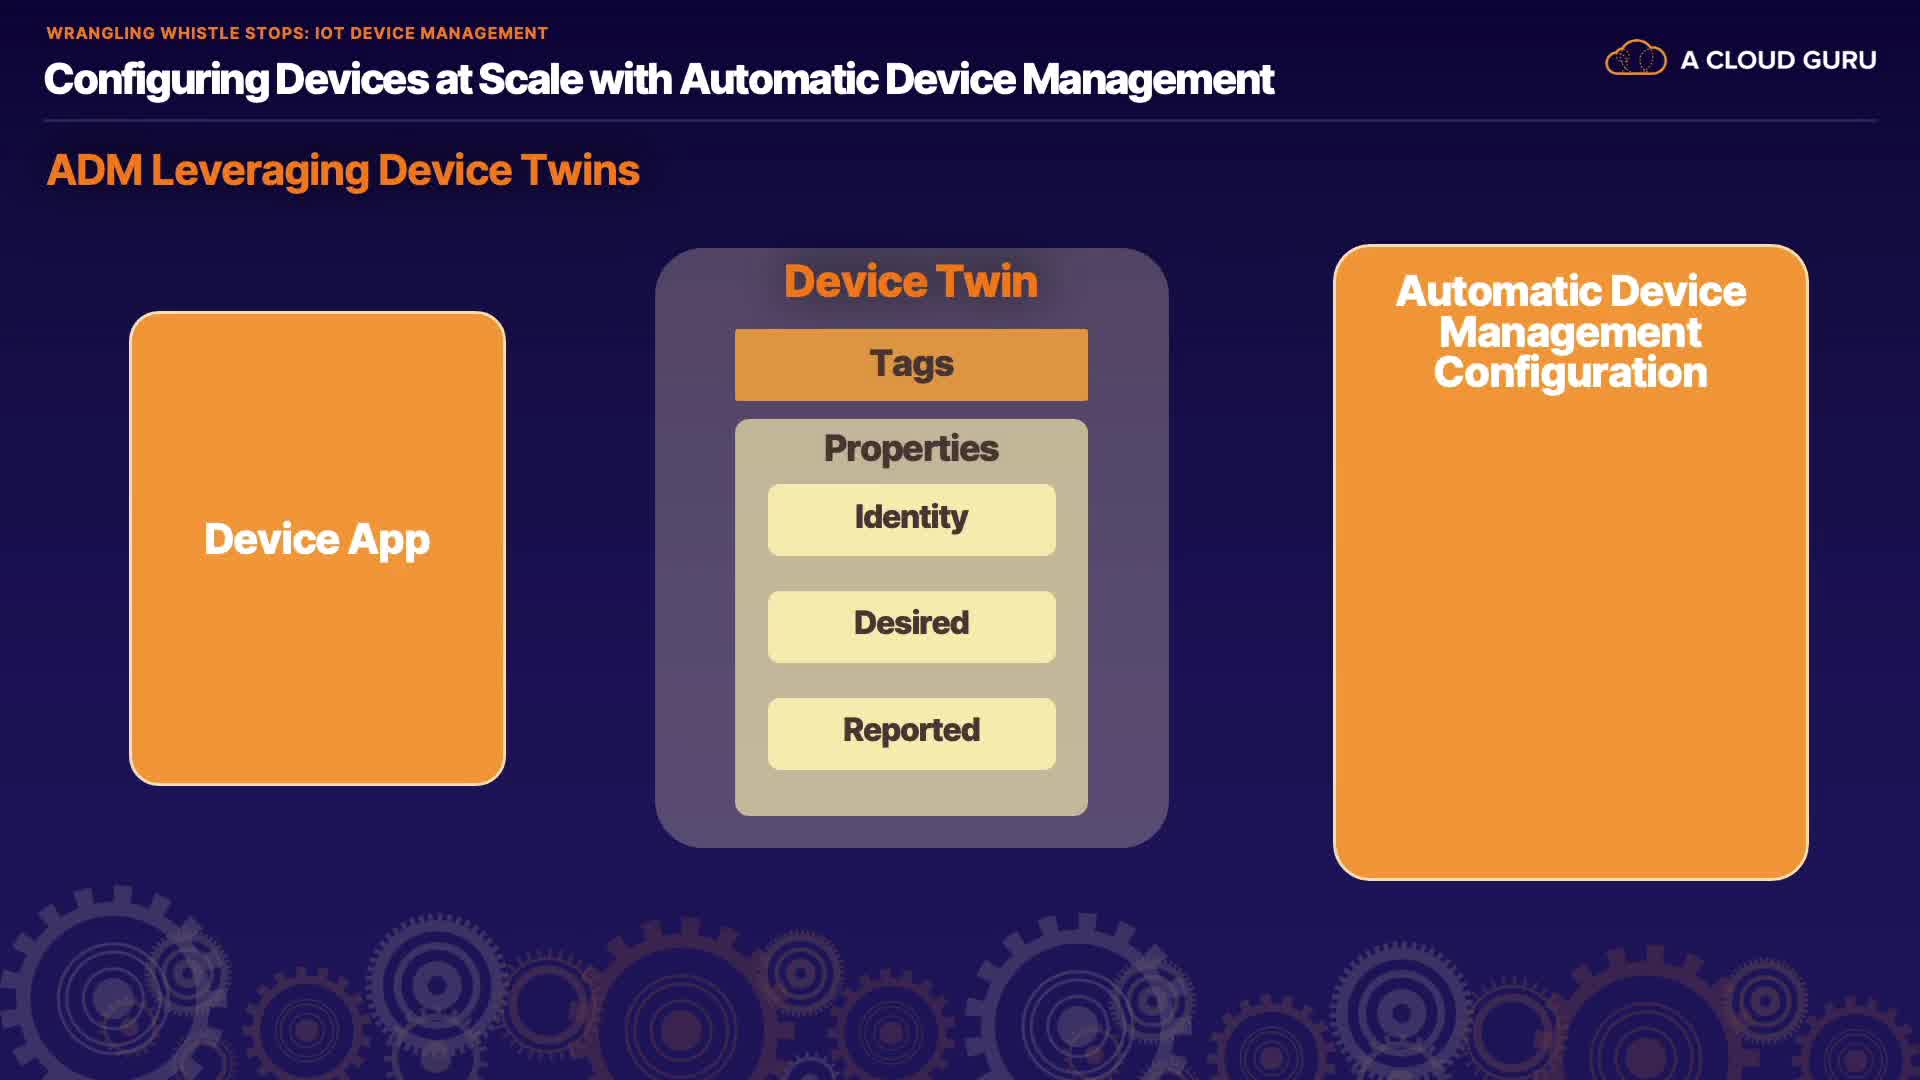 WRANGLING WHISTLE STOPS: IOT DEVICE MANAGEMENT
Configuring Devices at Scale with Automatic Device Management
A CLOUD GURU
ADM Leveraging Device Twins
Device App
Device Twin
Tags
Properties
Identity
Desired
Reported
Automatic Device
Management
Configuration